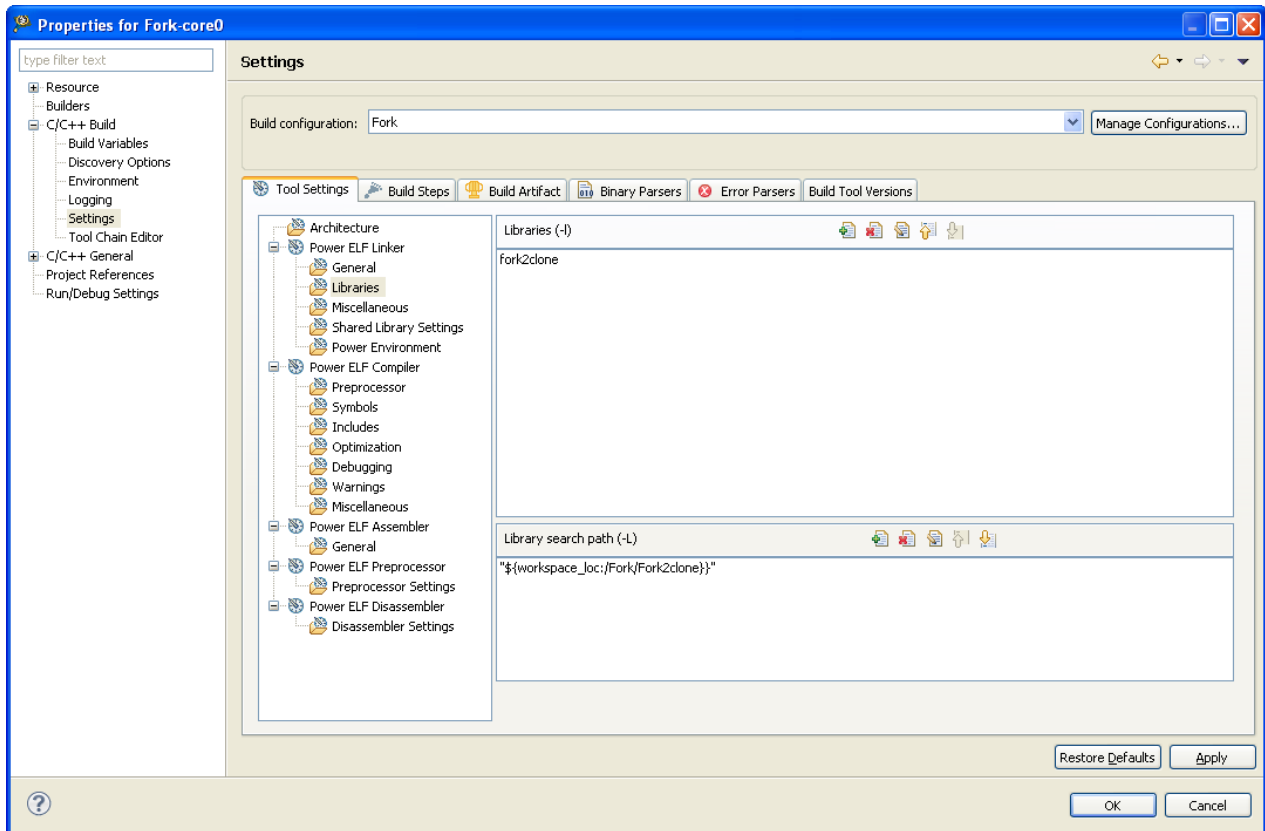 Properties for Fork-core0
type filter text
Settings
Resource
Builders
C/C++ Build
Build Variables
Discovery Options
Environment
Logging
Settings
Tool Chain Editor
C/C++ General
Project References
Run/Debug Settings
Build configuration: Fork
Manage Configurations...
Tool Settings Build Steps Build Artifact Binary Parsers Error Parsers Build Tool Versions
Architecture
Power ELF Linker
General
Libraries
Miscellaneous
Shared Library Settings
Power Environment
Power ELF Compiler
Preprocessor
Symbols
Includes
Optimization
Debugging
Warnings
Miscellaneous
Power ELF Assembler
General
Power ELF Preprocessor
Preprocessor Settings
Power ELF Disassembler
Disassembler Settings
Libraries (-l)
fork2clone
Library search path (-L)
"${workspace_loc:/Fork/Fork2clone}}"
Restore Defaults Apply
OK Cancel